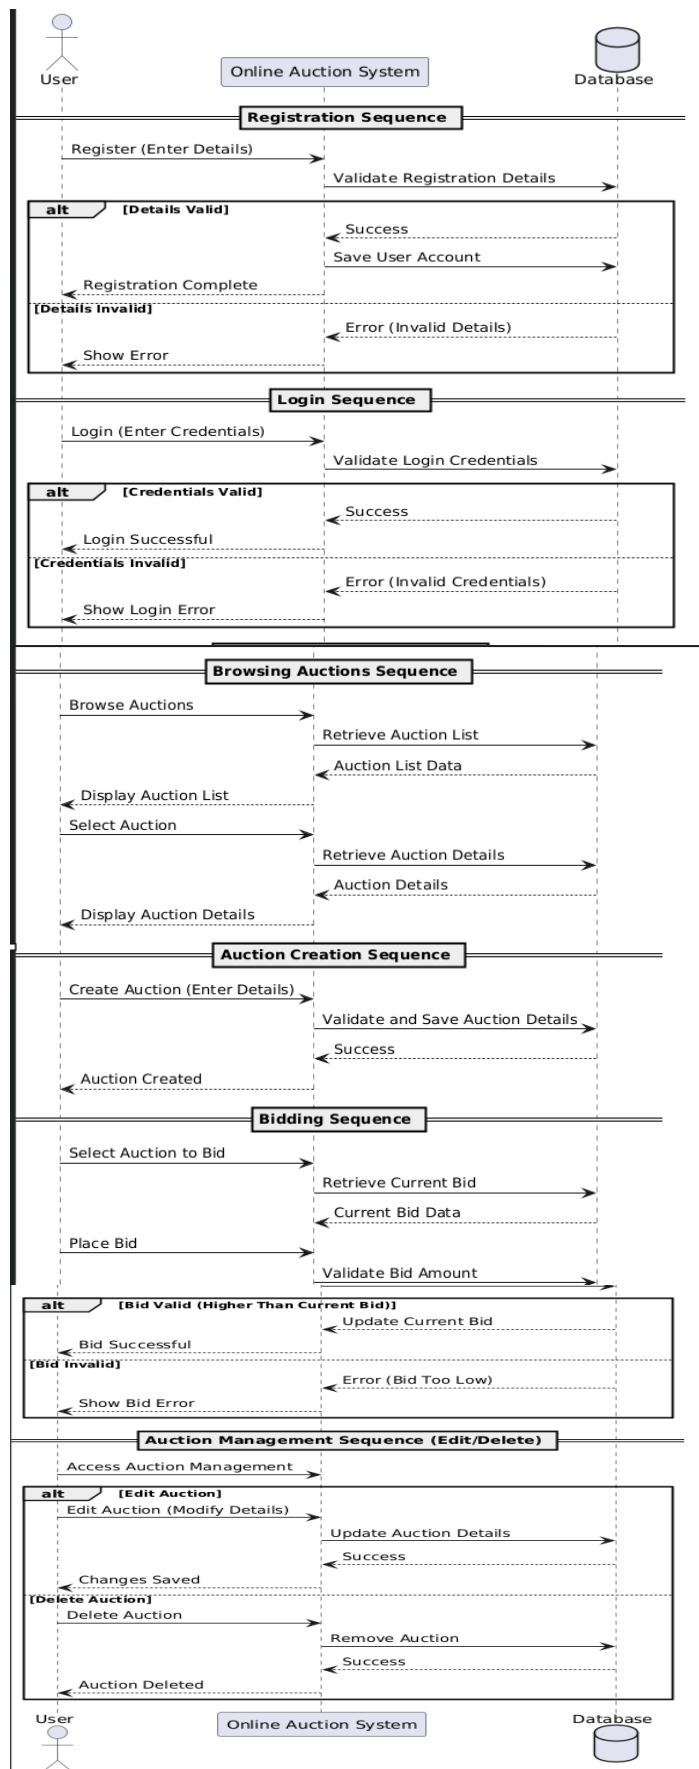 User
Online Auction System
Database
Registration Sequence
Register (Enter Details)
Validate Registration Details
alt [Details Valid]
Success
Save User Account
Registration Complete
[Details Invalid]
Error (Invalid Details)
Show Error
Login Sequence
Login (Enter Credentials)
Validate Login Credentials
alt [Credentials Valid]
Success
Login Successful
[Credentials Invalid]
Error (Invalid Credentials)
Show Login Error
Browsing Auctions Sequence
Browse Auctions
Retrieve Auction List
Auction List Data
Display Auction List
Select Auction
Retrieve Auction Details
Auction Details
Display Auction Details
Auction Creation Sequence
Create Auction (Enter Details)
Validate and Save Auction Details
Success
Auction Created
Bidding Sequence
Select Auction to Bid
Retrieve Current Bid
Current Bid Data
Place Bid
Validate Bid Amount
alt [Bid Valid (Higher Than Current Bid)]
Update Current Bid
Bid Successful
[Bid Invalid]
Error (Bid Too Low)
Show Bid Error
Auction Management Sequence (Edit/Delete)
Access Auction Management
alt [Edit Auction]
Edit Auction (Modify Details)
Update Auction Details
Success
Changes Saved
[Delete Auction]
Delete Auction
Remove Auction
Success
Auction Deleted
User
Online Auction System
Database